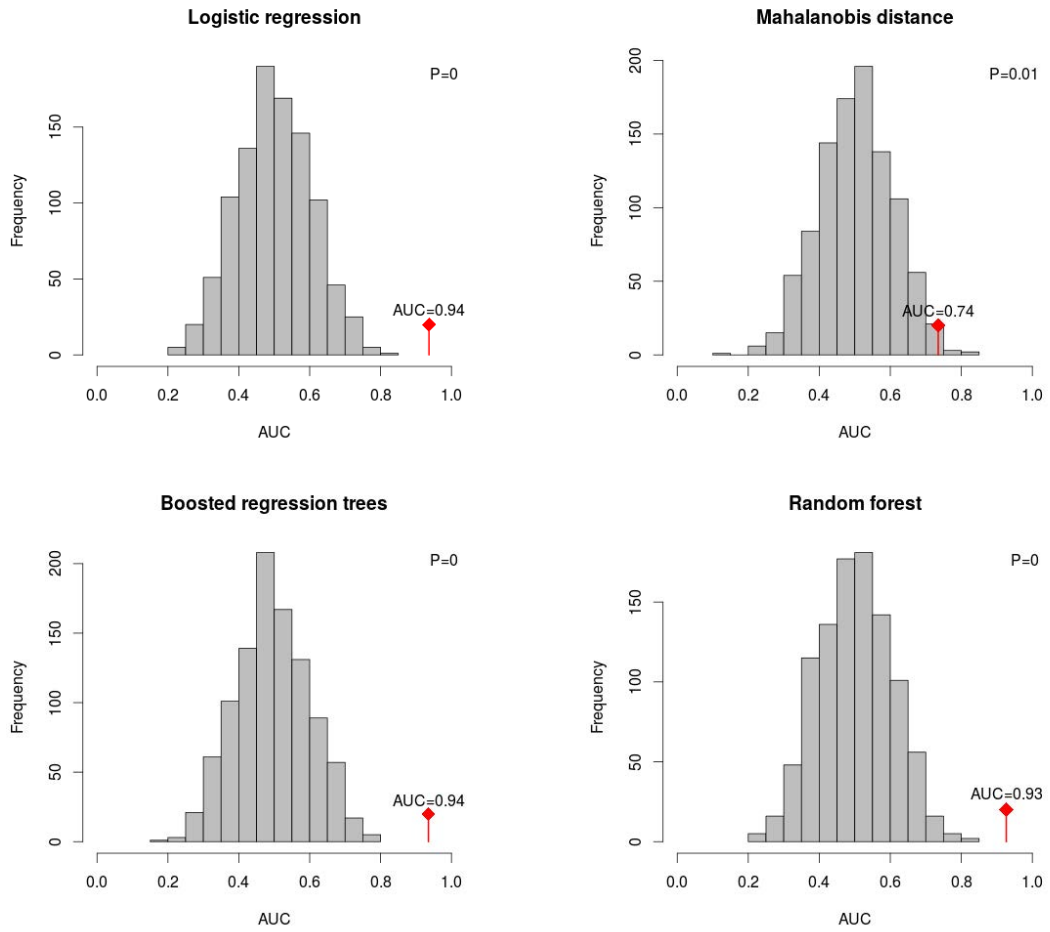 Logistic regression
P=0
AUC=0.94
Frequency
0 50 100 150
0.0 0.2 0.4 0.6 0.8 1.0
AUC
Mahalanobis distance
P=0.01
AUC=0.74
Frequency
0 50 100 150 200
0.0 0.2 0.4 0.6 0.8 1.0
AUC
Boosted regression trees
P=0
AUC=0.94
Frequency
0 50 100 150 200
0.0 0.2 0.4 0.6 0.8 1.0
AUC
Random forest
P=0
AUC=0.93
Frequency
0 50 100 150
0.0 0.2 0.4 0.6 0.8 1.0
AUC